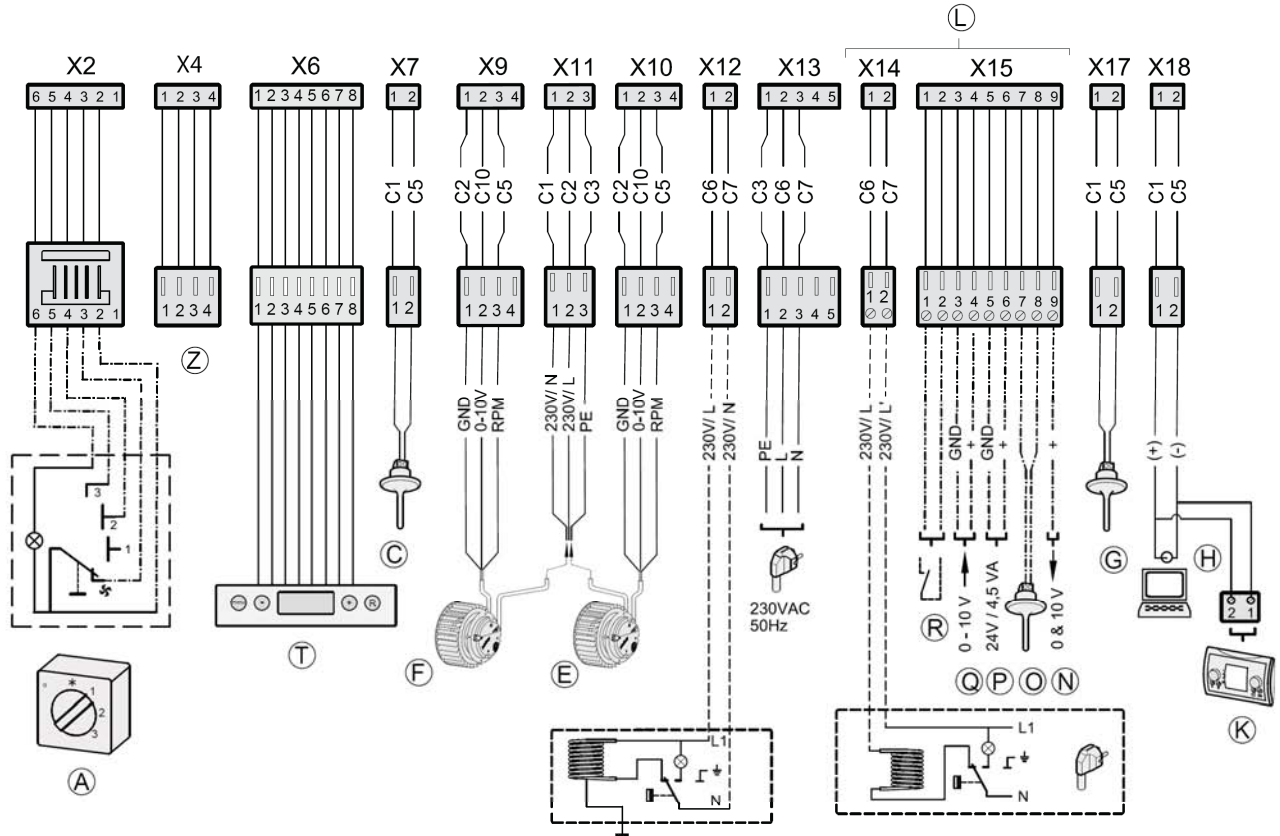 L
X2 X4 X6 X7 X9 X11 X10 X12 X13 X14 X15 X17 X18
6 5 4 3 2 1
1 2 3 4
1 2 3 4 5 6 7 8
1 2
1 2 3 4
1 2 3
1 2 3 4
1 2
1 2 3 4 5
1 2
1 2 3 4 5 6 7 8 9
1 2
1 2
C1 C5
C2 C10 C5
C1 C2 C3
C2 C10 C5
C6 C7
C3 C6 C7
C6 C7
C1 C5
C1 C5
6 5 4 3 2 1
1 2 3 4
1 2 3 4 5 6 7 8
1 2
1 2 3 4
1 2 3
1 2 3 4
1 2
1 2 3 4 5
1 2
1 2 3 4 5 6 7 8 9
1 2
1 2
Z
GND
0-10V
RPM
230V/ N
230V/ L
PE
GND
0-10V
RPM
230V/ L
230V/ N
PE
L
N
230V/ L
230V/ L'
GND
+
GND
+
+
(+)
(-)
3
2
1
C
G
H
230VAC
50Hz
R
0 - 10 V
24V / 4,5 VA
0 & 10 V
2 1
R
T
F
E
Q P O N
K
* 1
2
3
A
L1
N
L1
N